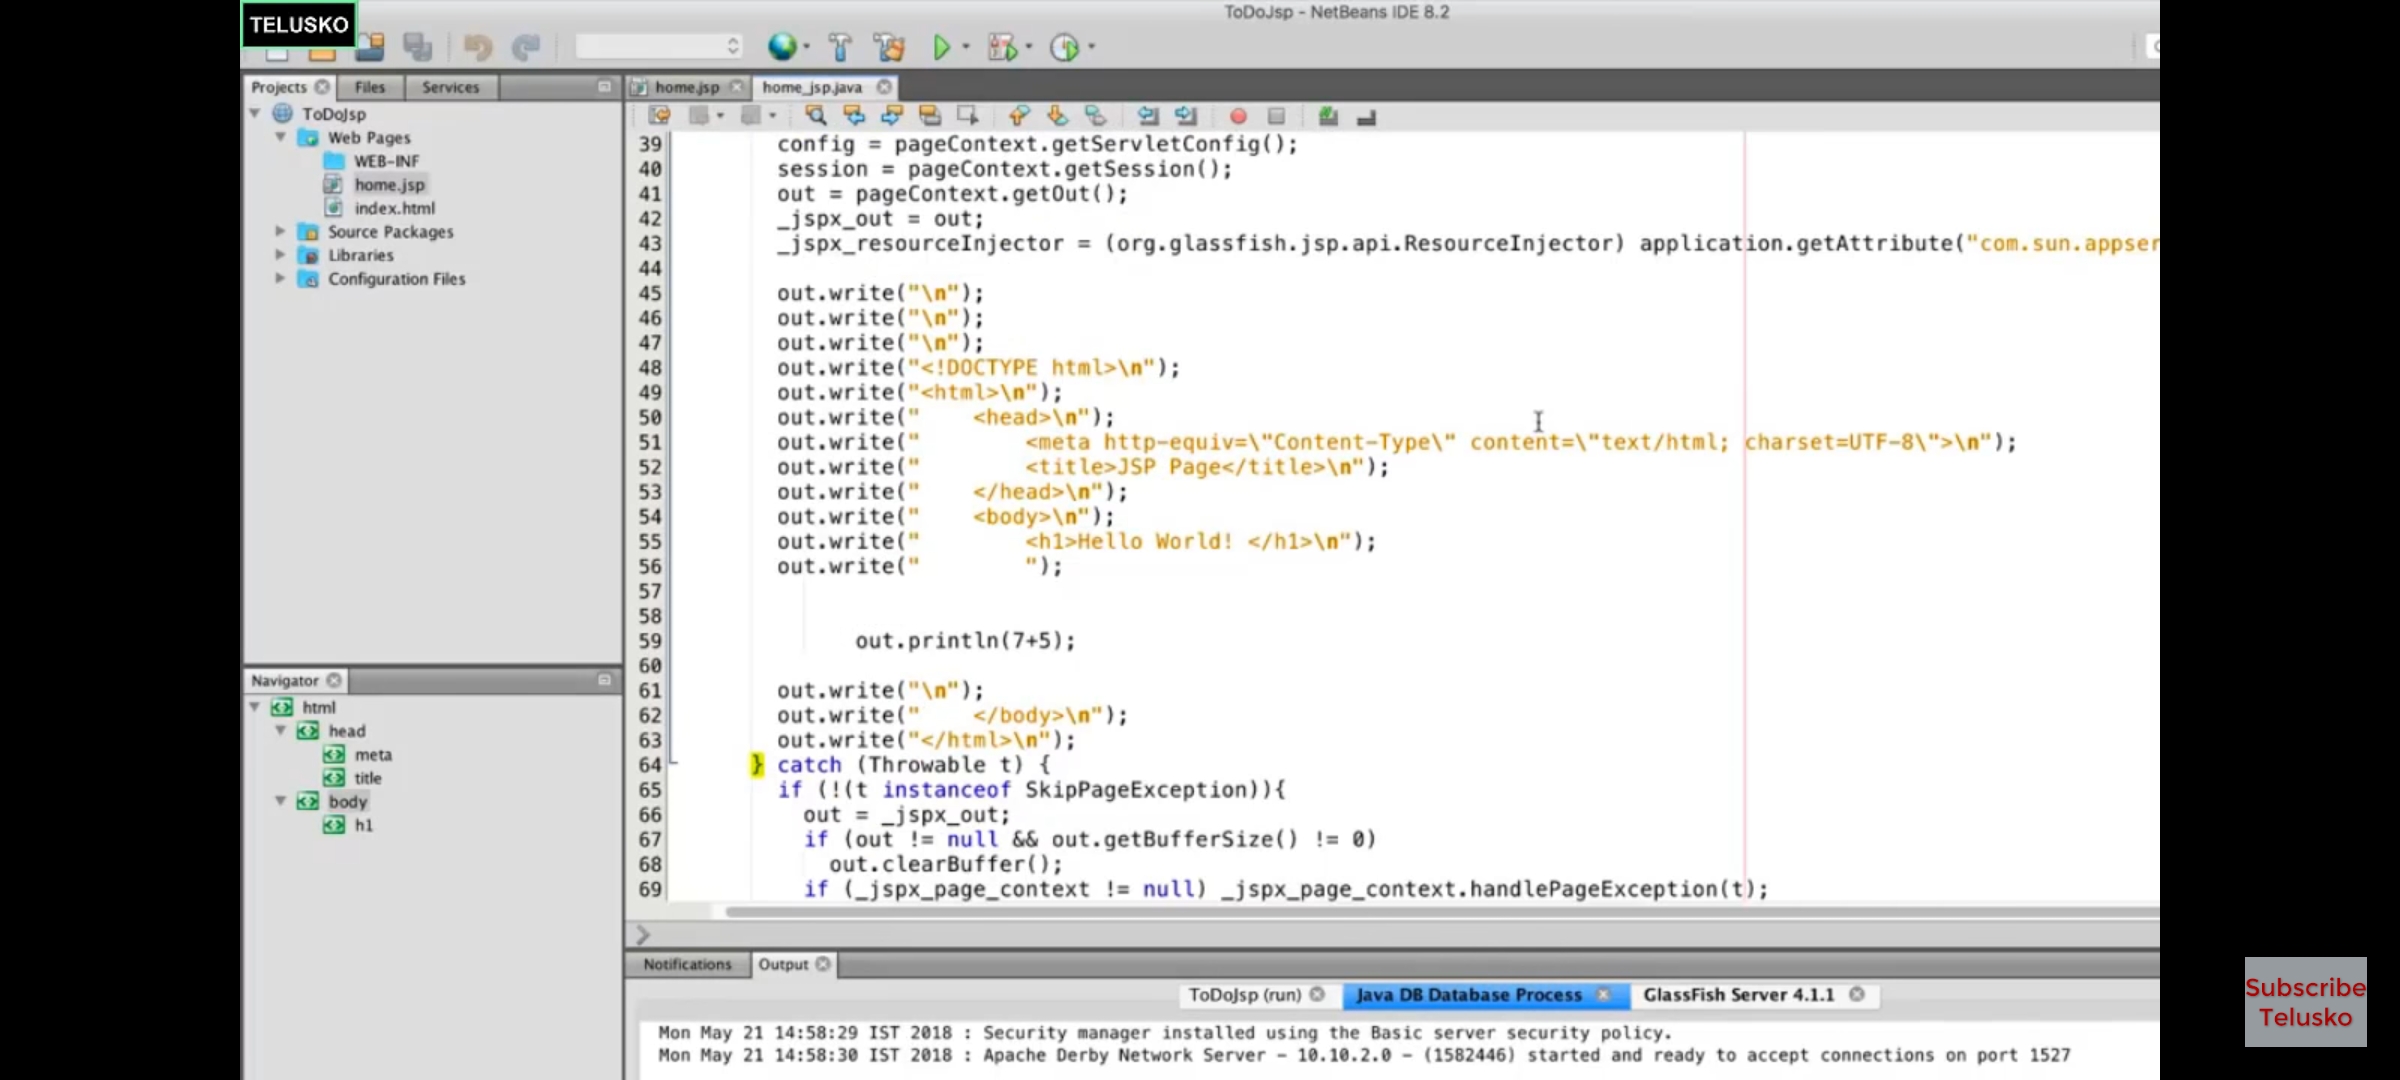 TELUSKO
ToDoJsp - NetBeans IDE 8.2
Projects Files Services
home.jsp home_jsp.java
ToDoJsp
Web Pages
WEB-INF
home.jsp
index.html
Source Packages
Libraries
Configuration Files
39 config = pageContext.getServletConfig();
40 session = pageContext.getSession();
41 out = pageContext.getOut();
42 _jspx_out = out;
43 _jspx_resourceInjector = (org.glassfish.jsp.api.ResourceInjector) application.getAttribute("com.sun.appser
44
45 out.write("\n");
46 out.write("\n");
47 out.write("\n");
48 out.write("<!DOCTYPE html>\n");
49 out.write("<html>\n");
50 out.write("    <head>\n");
51 out.write("        <meta http-equiv=\"Content-Type\" content=\"text/html; charset=UTF-8\">\n");
52 out.write("        <title>JSP Page</title>\n");
53 out.write("    </head>\n");
54 out.write("    <body>\n");
55 out.write("        <h1>Hello World! </h1>\n");
56 out.write("        ");
57
58
59 out.println(7+5);
60
61 out.write("\n");
62 out.write("    </body>\n");
63 out.write("</html>\n");
64 } catch (Throwable t) {
65 if (!(t instanceof SkipPageException)){
66 out = _jspx_out;
67 if (out != null && out.getBufferSize() != 0)
68 out.clearBuffer();
69 if (_jspx_page_context != null) _jspx_page_context.handlePageException(t);
Navigator
html
head
meta
title
body
h1
Notifications Output
ToDoJsp (run) Java DB Database Process GlassFish Server 4.1.1
Mon May 21 14:58:29 IST 2018 : Security manager installed using the Basic server security policy.
Mon May 21 14:58:30 IST 2018 : Apache Derby Network Server - 10.10.2.0 - (1582446) started and ready to accept connections on port 1527
Subscribe
Telusko